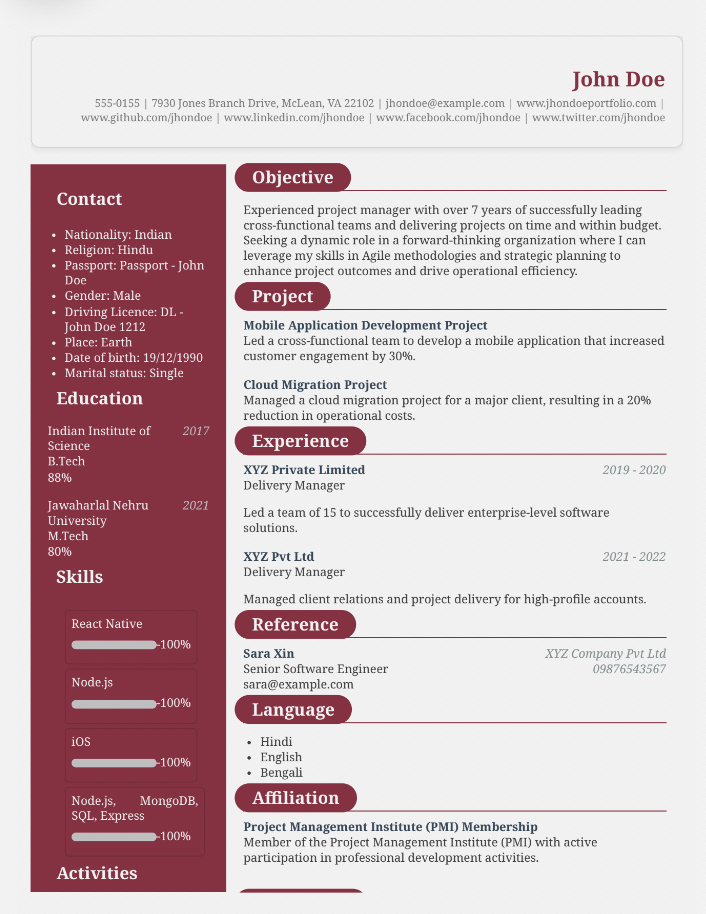 John Doe
555-0155 | 7930 Jones Branch Drive, McLean, VA 22102 | jhondoe@example.com | www.jhondoeportfolio.com |
www.github.com/jhondoe | www.linkedin.com/jhondoe | www.facebook.com/jhondoe | www.twitter.com/jhondoe
Contact
• Nationality: Indian
• Religion: Hindu
• Passport: Passport - John
Doe
• Gender: Male
• Driving Licence: DL -
John Doe 1212
• Place: Earth
• Date of birth: 19/12/1990
• Marital status: Single
Education
Indian Institute of 2017
Science
B.Tech
88%
Jawaharlal Nehru 2021
University
M.Tech
80%
Skills
React Native
-100%
Node.js
-100%
iOS
-100%
Node.js, MongoDB,
SQL, Express
-100%
Activities
Objective
Experienced project manager with over 7 years of successfully leading
cross-functional teams and delivering projects on time and within budget.
Seeking a dynamic role in a forward-thinking organization where I can
leverage my skills in Agile methodologies and strategic planning to
enhance project outcomes and drive operational efficiency.
Project
Mobile Application Development Project
Led a cross-functional team to develop a mobile application that increased
customer engagement by 30%.
Cloud Migration Project
Managed a cloud migration project for a major client, resulting in a 20%
reduction in operational costs.
Experience
XYZ Private Limited 2019 - 2020
Delivery Manager
Led a team of 15 to successfully deliver enterprise-level software
solutions.
XYZ Pvt Ltd 2021 - 2022
Delivery Manager
Managed client relations and project delivery for high-profile accounts.
Reference
Sara Xin XYZ Company Pvt Ltd
Senior Software Engineer 09876543567
sara@example.com
Language
• Hindi
• English
• Bengali
Affiliation
Project Management Institute (PMI) Membership
Member of the Project Management Institute (PMI) with active
participation in professional development activities.